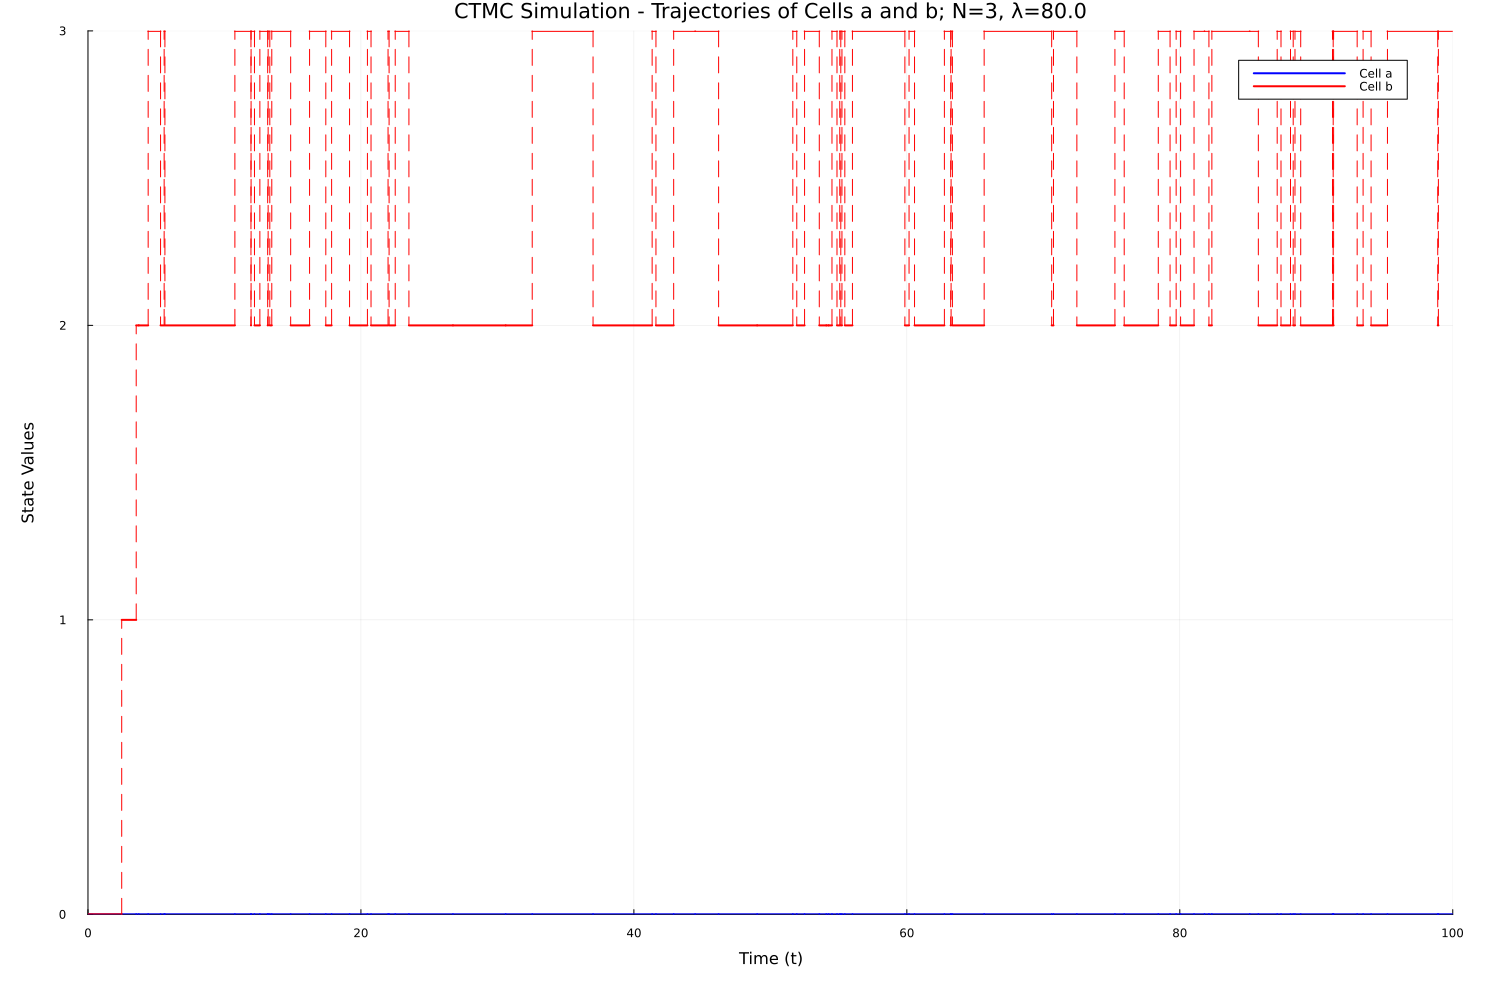 CTMC Simulation - Trajectories of Cells a and b; N=3, λ=80.0
3
Cell a
Cell b
2
State Values
1
0
0 20 40 60 80 100
Time (t)